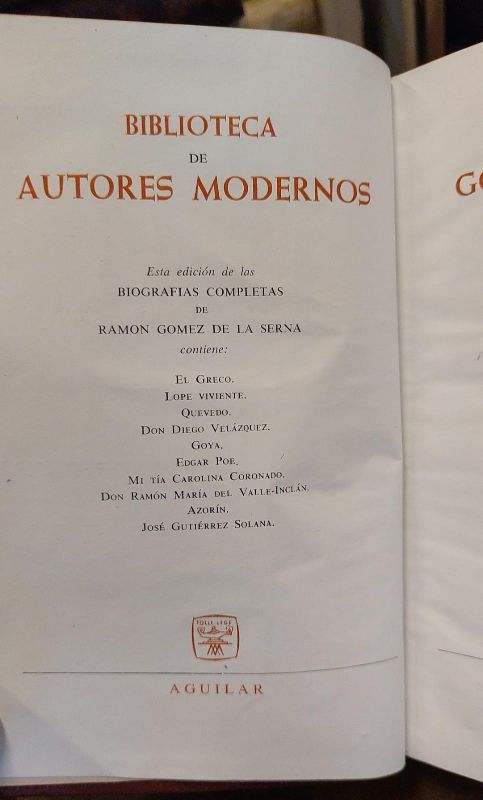 BIBLIOTECA
DE
AUTORES MODERNOS
Esta edición de las
BIOGRAFIAS COMPLETAS
DE
RAMON GOMEZ DE LA SERNA
contiene:
EL GRECO.
LOPE VIVIENTE.
QUEVEDO.
DON DIEGO VELÁZQUEZ.
GOYA.
EDGAR POE.
MI TÍA CAROLINA CORONADO.
DON RAMÓN MARÍA DEL VALLE-INCLÁN.
AZORÍN.
JOSÉ GUTIÉRREZ SOLANA.
TOLLE LEGE
AGUILAR